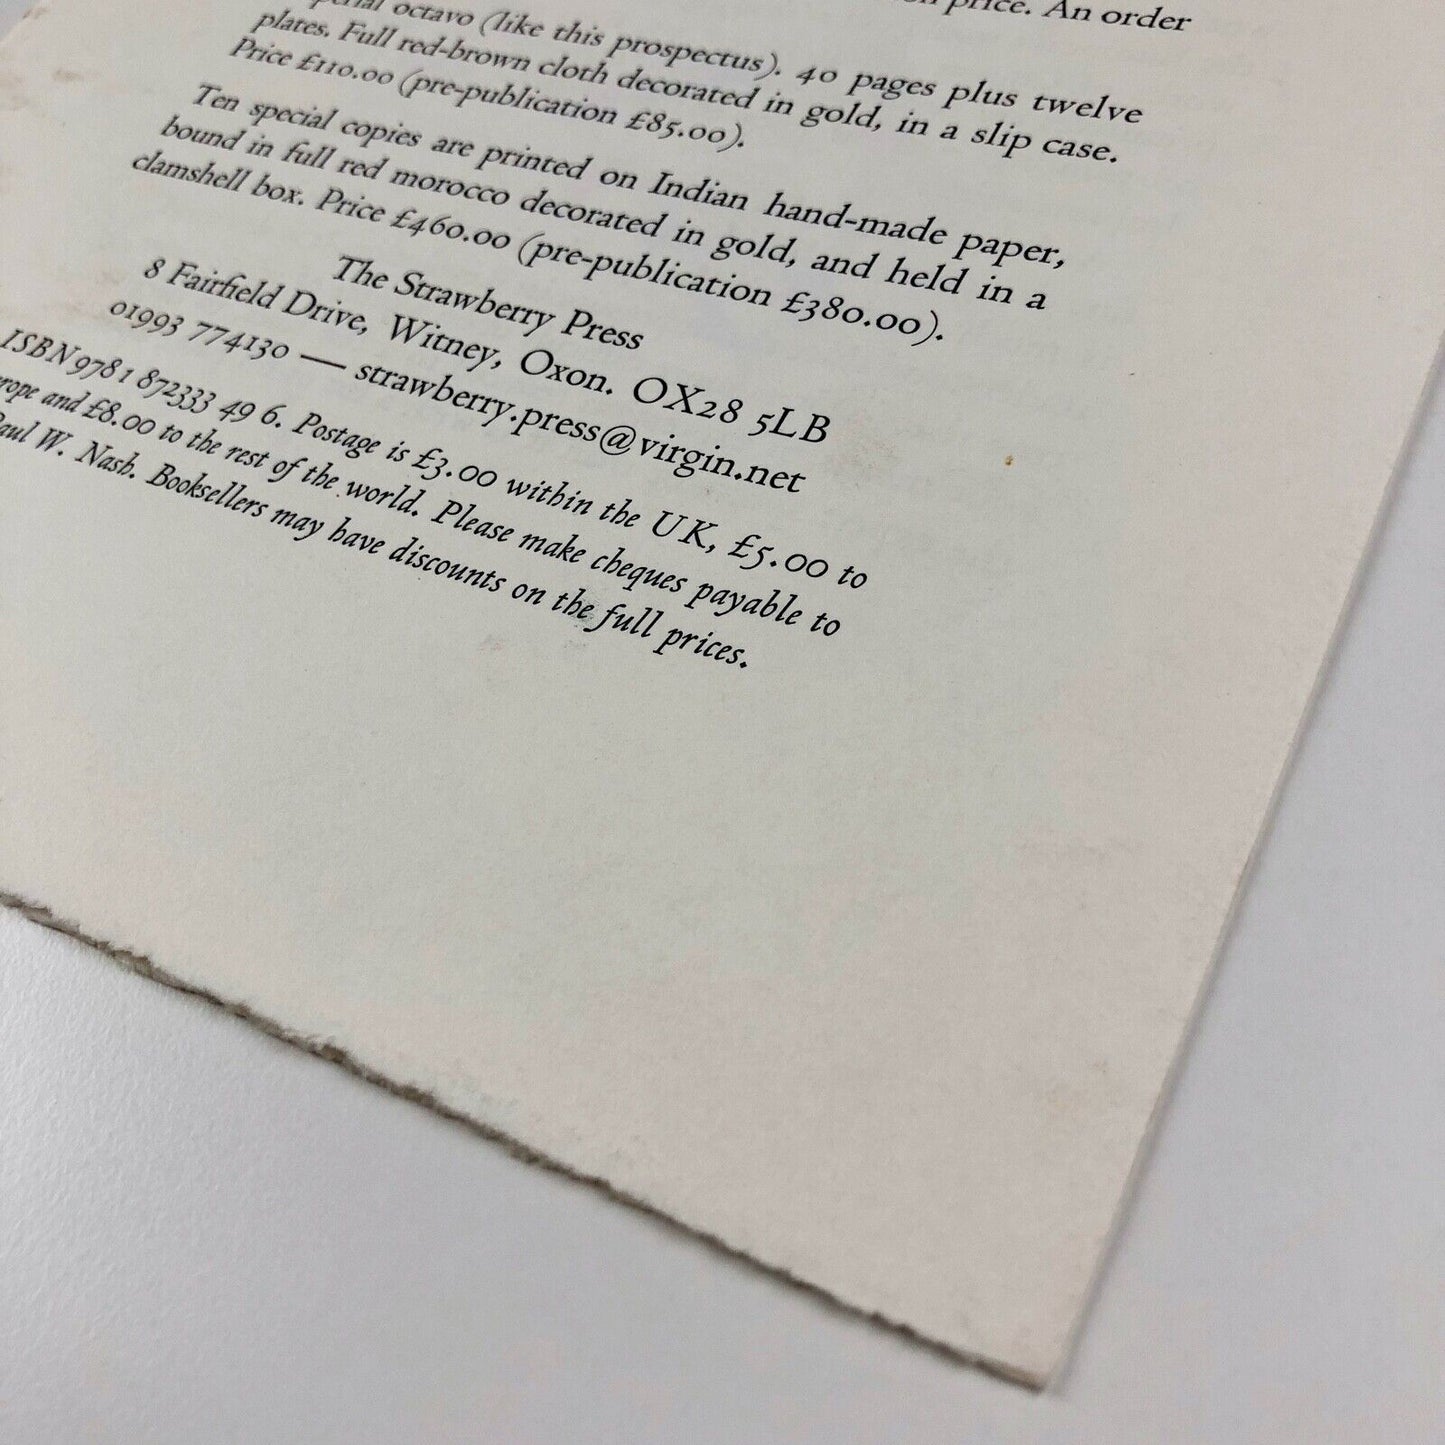 price. An order
octavo (like this prospectus). 40 pages plus twelve
plates. Full red-brown cloth decorated in gold, in a slip case.
Price £110.00 (pre-publication £85.00).
Ten special copies are printed on Indian hand-made paper,
bound in full red morocco decorated in gold, and held in a
clamshell box. Price £460.00 (pre-publication £380.00).
The Strawberry Press
8 Fairfield Drive, Witney, Oxon. OX28 5LB
01993 774130 — strawberry.press@virgin.net
ISBN 978 1 872333 49 6. Postage is £3.00 within the UK, £5.00 to
and £8.00 to the rest of the world. Please make cheques payable to
Paul W. Nash. Booksellers may have discounts on the full prices.